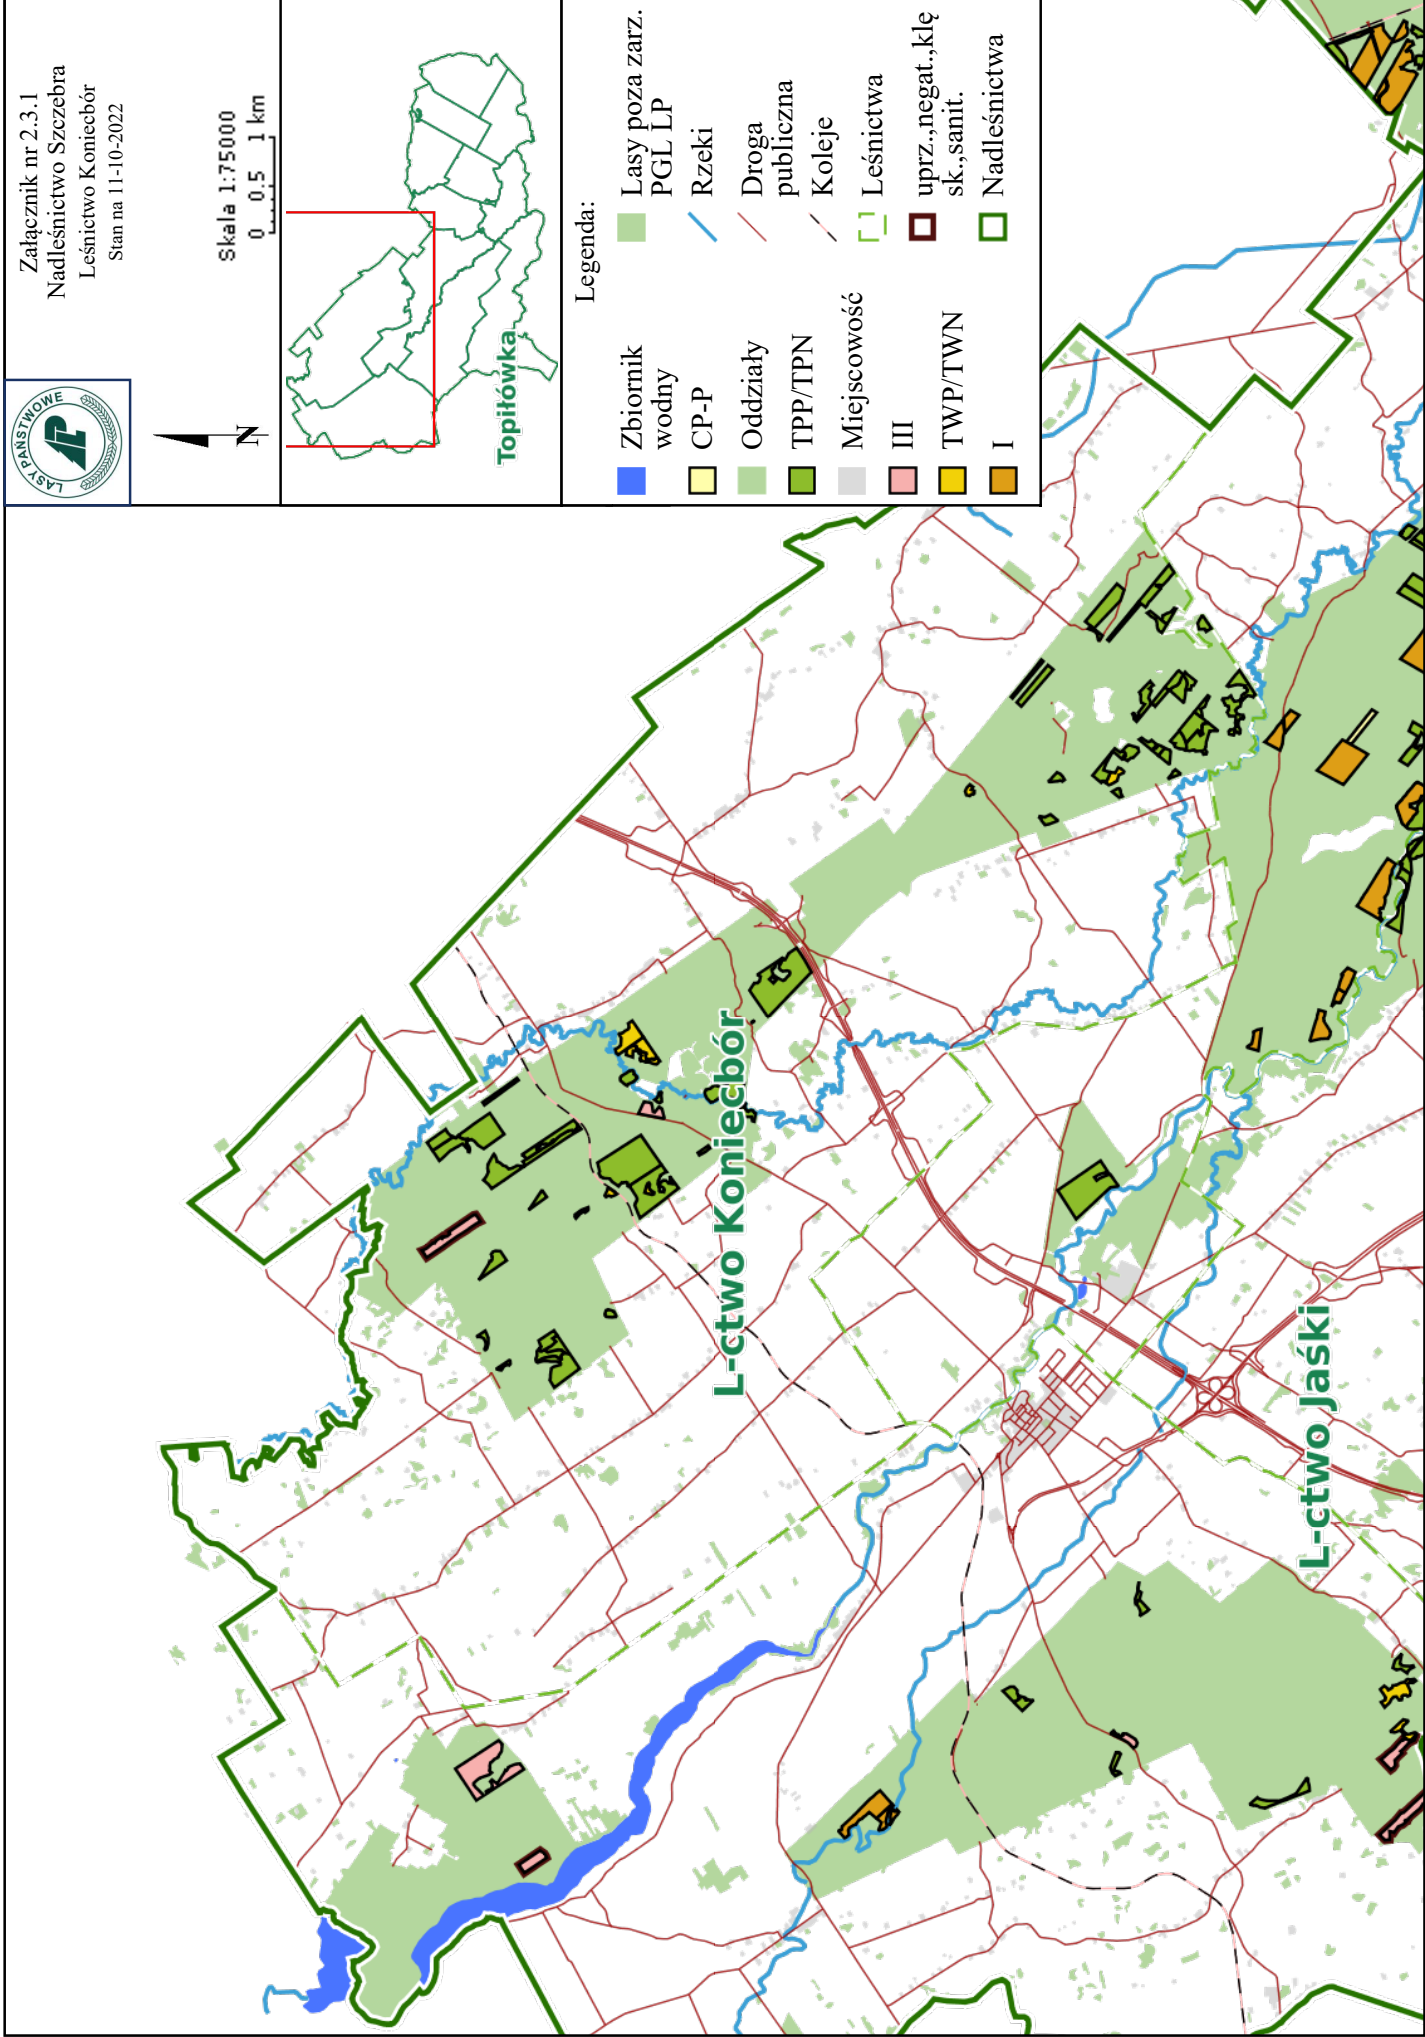 LASY PAŃSTWOWE
LP
Załącznik nr 2.3.1
Nadleśnictwo Szczebra
Leśnictwo Koniecbór
Stan na 11-10-2022
N
Skala 1:75000
0 0.5 1 km
Topiłówka
Legenda:
Zbiornik
wodny
CP-P
Oddziały
TPP/TPN
Miejscowość
III
TWP/TWN
I
Lasy poza zarz.
PGL LP
Rzeki
Droga
publiczna
Koleje
Leśnictwa
uprz.,negat.,klę
sk.,sanit.
Nadleśnictwa
L-ctwo Koniecbór
L-ctwo Jaśki